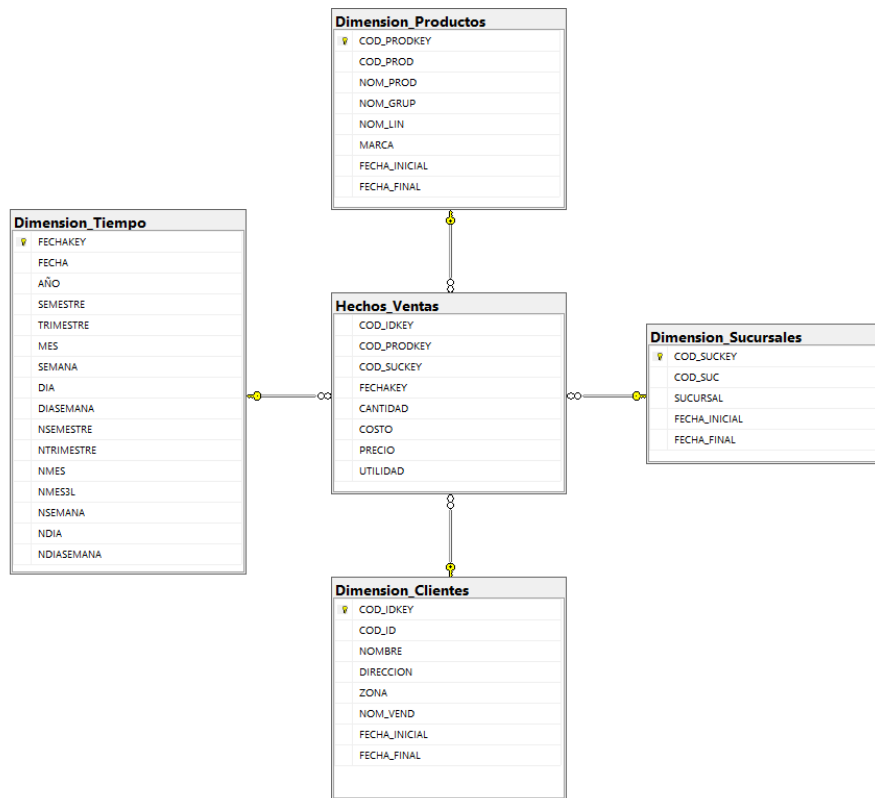 Dimension_Productos
COD_PRODKEY
COD_PROD
NOM_PROD
NOM_GRUP
NOM_LIN
MARCA
FECHA_INICIAL
FECHA_FINAL
Dimension_Tiempo
FECHAKEY
FECHA
AÑO
SEMESTRE
TRIMESTRE
MES
SEMANA
DIA
DIASEMANA
NSEMESTRE
NTRIMESTRE
NMES
NMES3L
NSEMANA
NDIA
NDIASEMANA
Hechos_Ventas
COD_IDKEY
COD_PRODKEY
COD_SUCKEY
FECHAKEY
CANTIDAD
COSTO
PRECIO
UTILIDAD
Dimension_Sucursales
COD_SUCKEY
COD_SUC
SUCURSAL
FECHA_INICIAL
FECHA_FINAL
Dimension_Clientes
COD_IDKEY
COD_ID
NOMBRE
DIRECCION
ZONA
NOM_VEND
FECHA_INICIAL
FECHA_FINAL